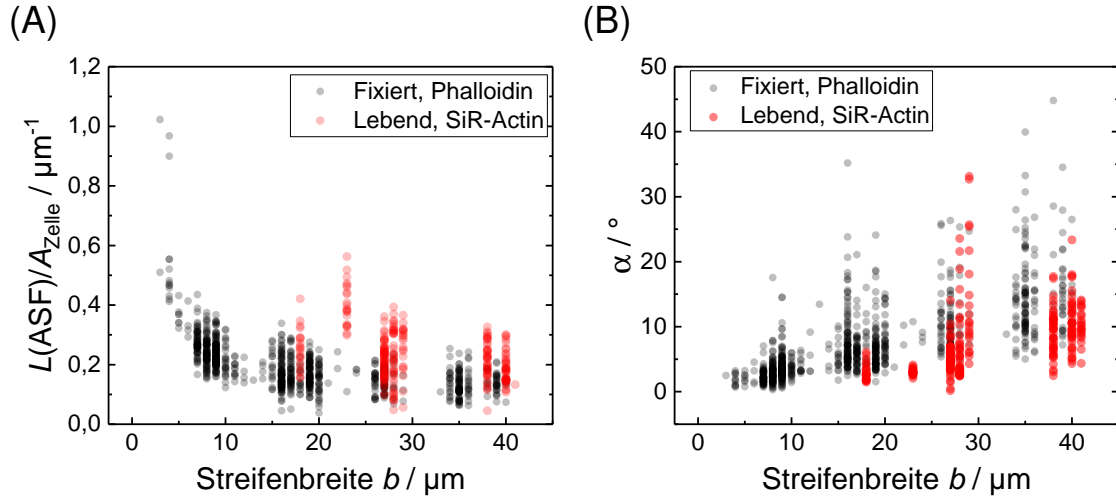 (A)
1,2
1,0
0,8
0,6
0,4
0,2
0,0
L(ASF)/A_Zelle / µm⁻¹
Fixiert, Phalloidin
Lebend, SiR-Actin
0 10 20 30 40
Streifenbreite b / µm
(B)
50
40
30
20
10
0
α / °
Fixiert, Phalloidin
Lebend, SiR-Actin
0 10 20 30 40
Streifenbreite b / µm